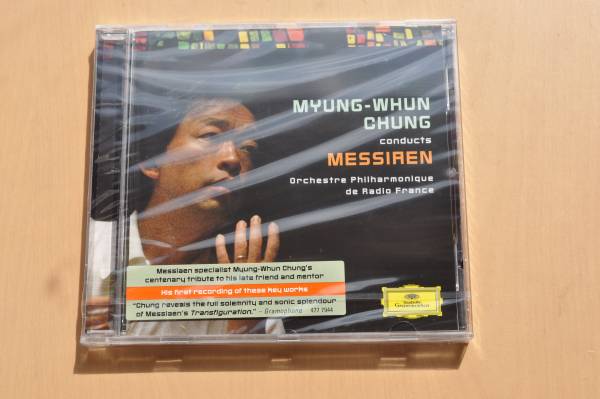 MYUNG-WHUN
CHUNG
conducts
MESSIAEN
Orchestre Philharmonique
de Radio France
Messiaen specialist Myung-Whun Chung's
centenary tribute to his late friend and mentor
His first recording of these key works
"Chung reveals the full solemnity and sonic splendour
of Messiaen's Transfiguration." – Gramophone 477 7944
Deutsche
Grammophon